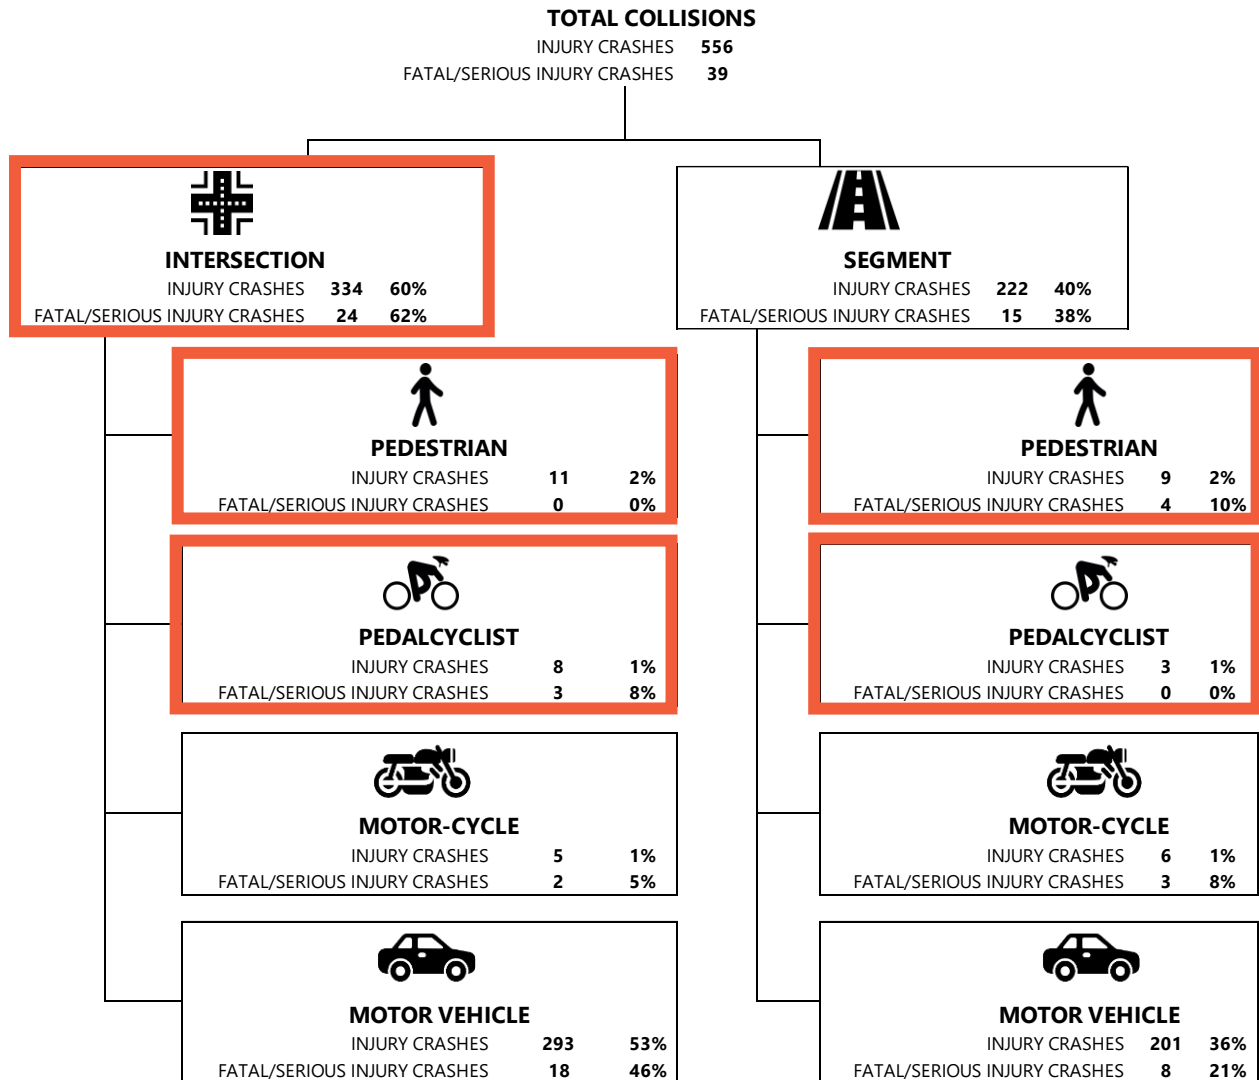 TOTAL COLLISIONS
INJURY CRASHES 556
FATAL/SERIOUS INJURY CRASHES 39
INTERSECTION
INJURY CRASHES 334 60%
FATAL/SERIOUS INJURY CRASHES 24 62%
SEGMENT
INJURY CRASHES 222 40%
FATAL/SERIOUS INJURY CRASHES 15 38%
PEDESTRIAN
INJURY CRASHES 11 2%
FATAL/SERIOUS INJURY CRASHES 0 0%
PEDESTRIAN
INJURY CRASHES 9 2%
FATAL/SERIOUS INJURY CRASHES 4 10%
PEDALCYCLIST
INJURY CRASHES 8 1%
FATAL/SERIOUS INJURY CRASHES 3 8%
PEDALCYCLIST
INJURY CRASHES 3 1%
FATAL/SERIOUS INJURY CRASHES 0 0%
MOTOR-CYCLE
INJURY CRASHES 5 1%
FATAL/SERIOUS INJURY CRASHES 2 5%
MOTOR-CYCLE
INJURY CRASHES 6 1%
FATAL/SERIOUS INJURY CRASHES 3 8%
MOTOR VEHICLE
INJURY CRASHES 293 53%
FATAL/SERIOUS INJURY CRASHES 18 46%
MOTOR VEHICLE
INJURY CRASHES 201 36%
FATAL/SERIOUS INJURY CRASHES 8 21%